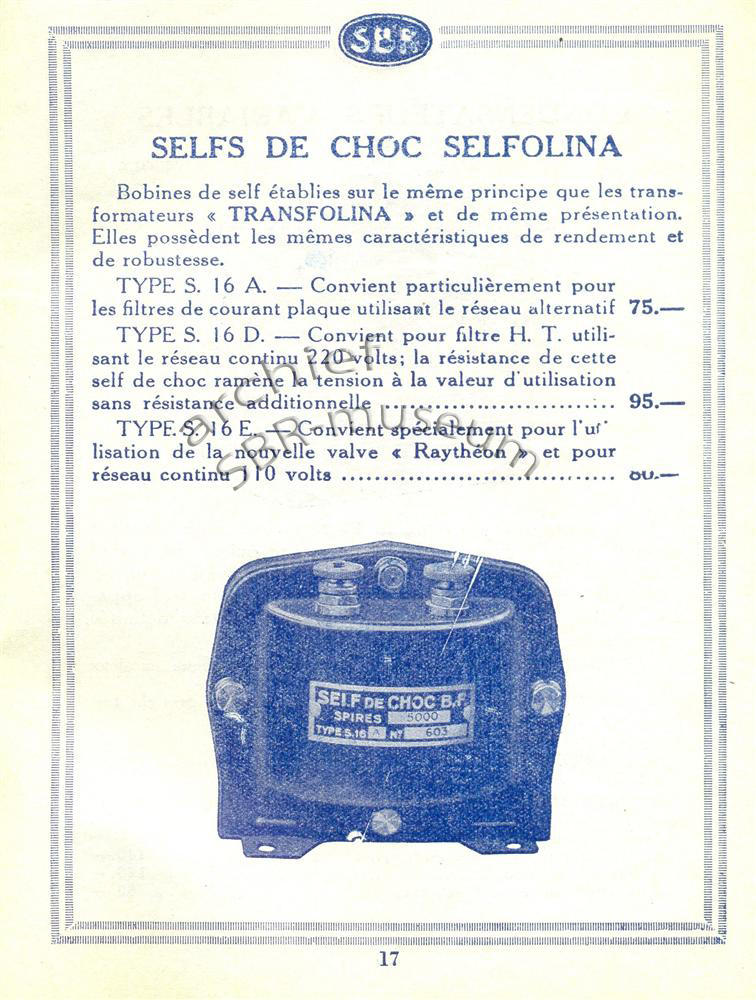 SBR
SELFS DE CHOC SELFOLINA
Bobines de self établies sur le même principe que les trans-
formateurs « TRANSFOLINA » et de même présentation.
Elles possèdent les mêmes caractéristiques de rendement et
de robustesse.
TYPE S. 16 A. — Convient particulièrement pour
les filtres de courant plaque utilisant le réseau alternatif 75.—
TYPE S. 16 D. — Convient pour filtre H. T. utili-
sant le réseau continu 220 volts; la résistance de cette
self de choc ramène la tension à la valeur d'utilisation
sans résistance additionnelle .............................. 95.—
TYPE S. 16 E. — Convient spécialement pour l'uti-
lisation de la nouvelle valve « Raythéon » et pour
réseau continu 110 volts .................................. 80.—
archief
SBR-museum
SELF DE CHOC B.F.
SPIRES 5000
TYPE S.16 A Nº 603
17